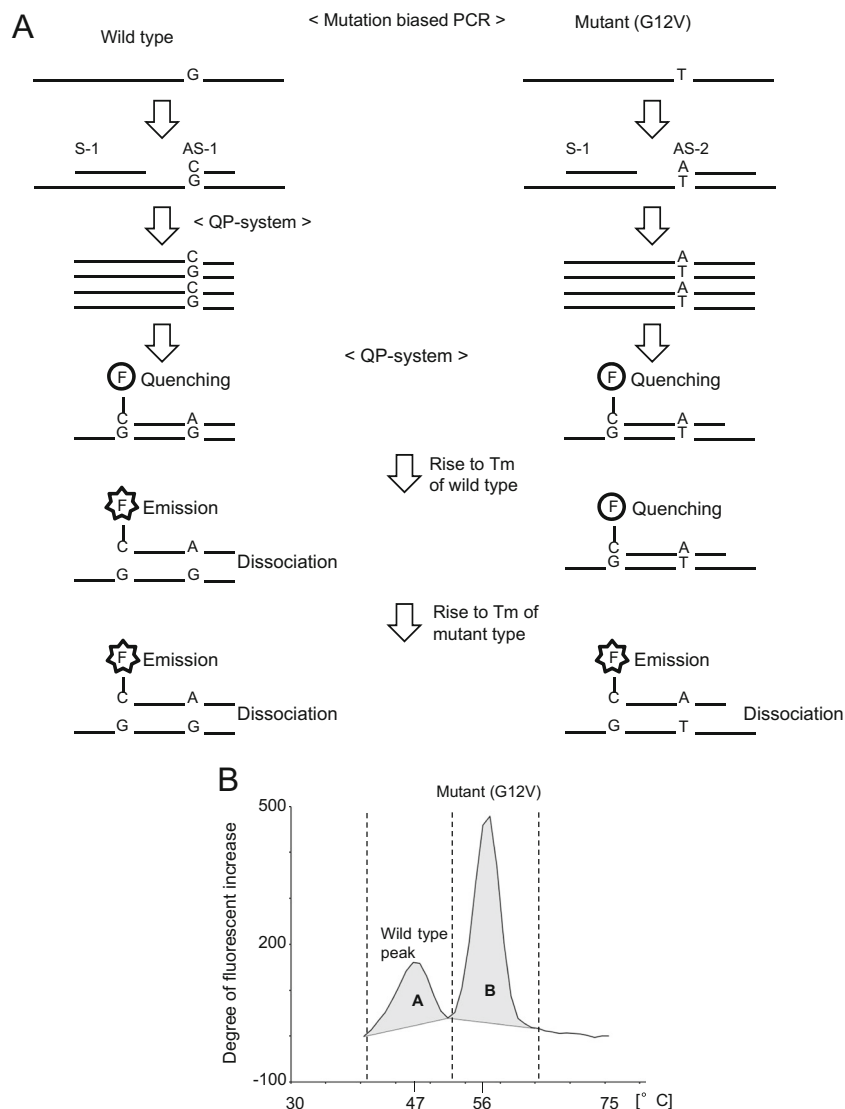 A
< Mutation biased PCR >
Wild type
Mutant (G12V)
G
T
S-1
AS-1
S-1
AS-2
C
G
A
T
< QP-system >
C
G
C
G
A
T
A
T
< QP-system >
F
Quenching
F
Quenching
C
A
G
G
C
A
G
T
Rise to Tm
of wild type
F
Emission
F
Quenching
C
A
Dissociation
G
G
C
A
G
T
Rise to Tm of
mutant type
F
Emission
F
Emission
C
A
Dissociation
G
G
C
A
Dissociation
G
T
B
Mutant (G12V)
500
Degree of fluorescent increase
200
Wild type
peak
A
B
-100
30
47
56
75
[° C]